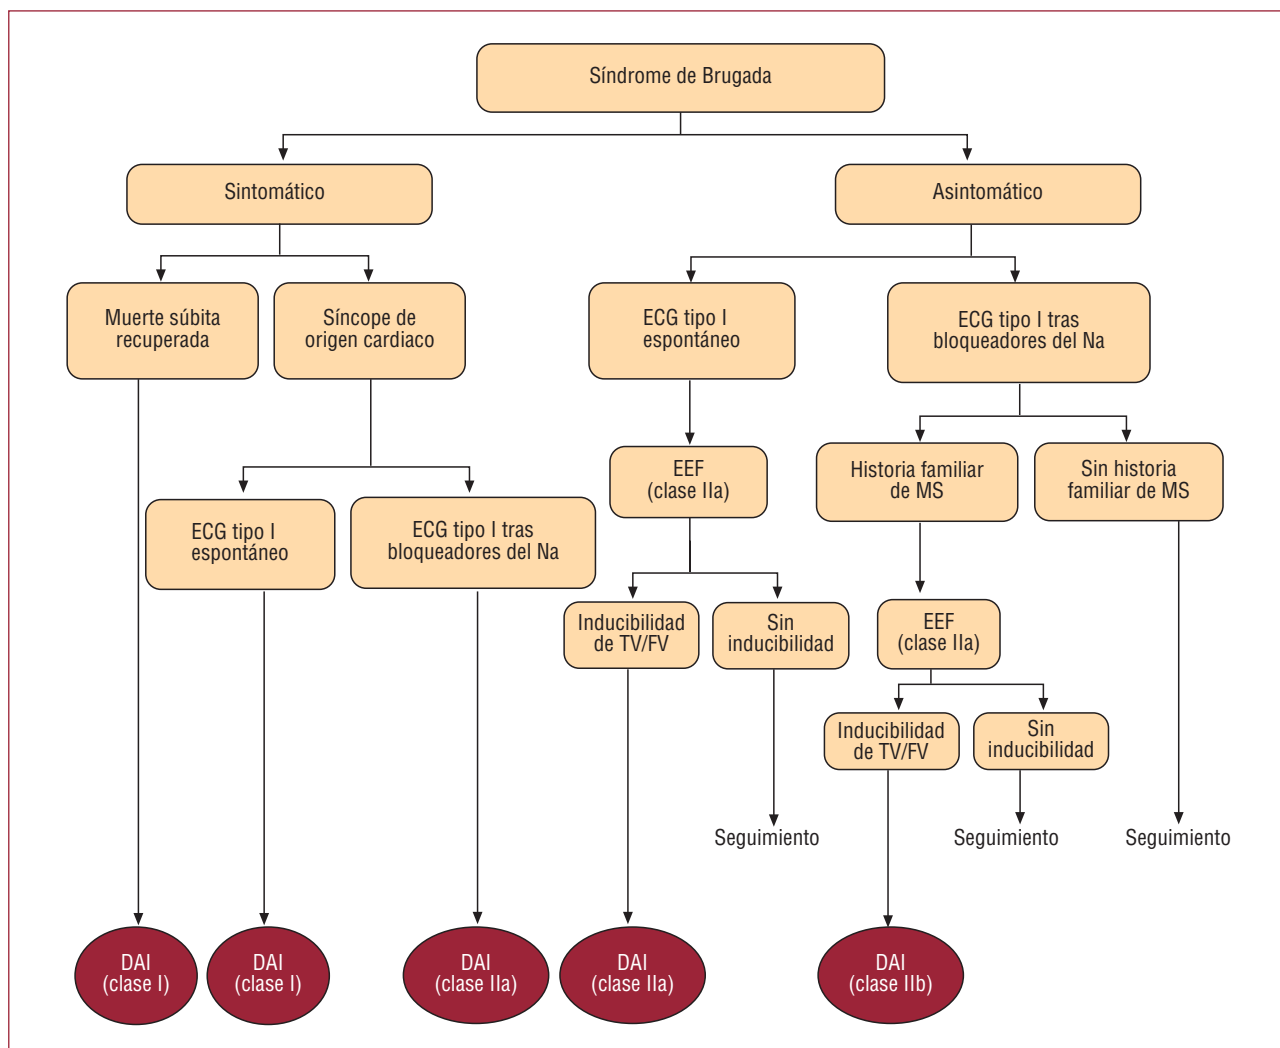 Síndrome de Brugada
Sintomático
Asintomático
Muerte súbita
recuperada
Síncope de
origen cardiaco
ECG tipo I
espontáneo
ECG tipo I tras
bloqueadores del Na
EEF
(clase IIa)
Historia familiar
de MS
Sin historia
familiar de MS
ECG tipo I
espontáneo
ECG tipo I tras
bloqueadores del Na
Inducibilidad
de TV/FV
Sin
inducibilidad
EEF
(clase IIa)
Inducibilidad
de TV/FV
Sin
inducibilidad
Seguimiento
Seguimiento
Seguimiento
DAI
(clase I)
DAI
(clase I)
DAI
(clase IIa)
DAI
(clase IIa)
DAI
(clase IIb)